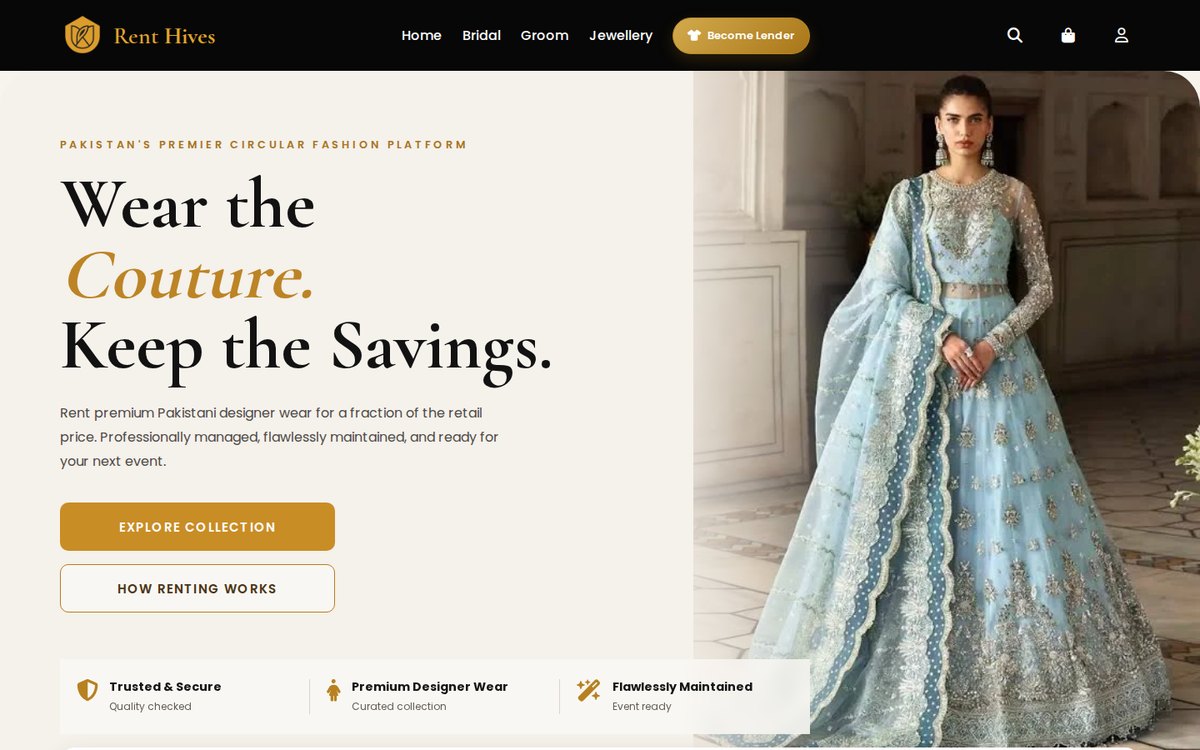 Rent Hives
Home
Bridal
Groom
Jewellery
Become Lender
PAKISTAN'S PREMIER CIRCULAR FASHION PLATFORM
Wear the
Couture.
Keep the Savings.
Rent premium Pakistani designer wear for a fraction of the retail
price. Professionally managed, flawlessly maintained, and ready for
your next event.
EXPLORE COLLECTION
HOW RENTING WORKS
Trusted & Secure
Quality checked
Premium Designer Wear
Curated collection
Flawlessly Maintained
Event ready